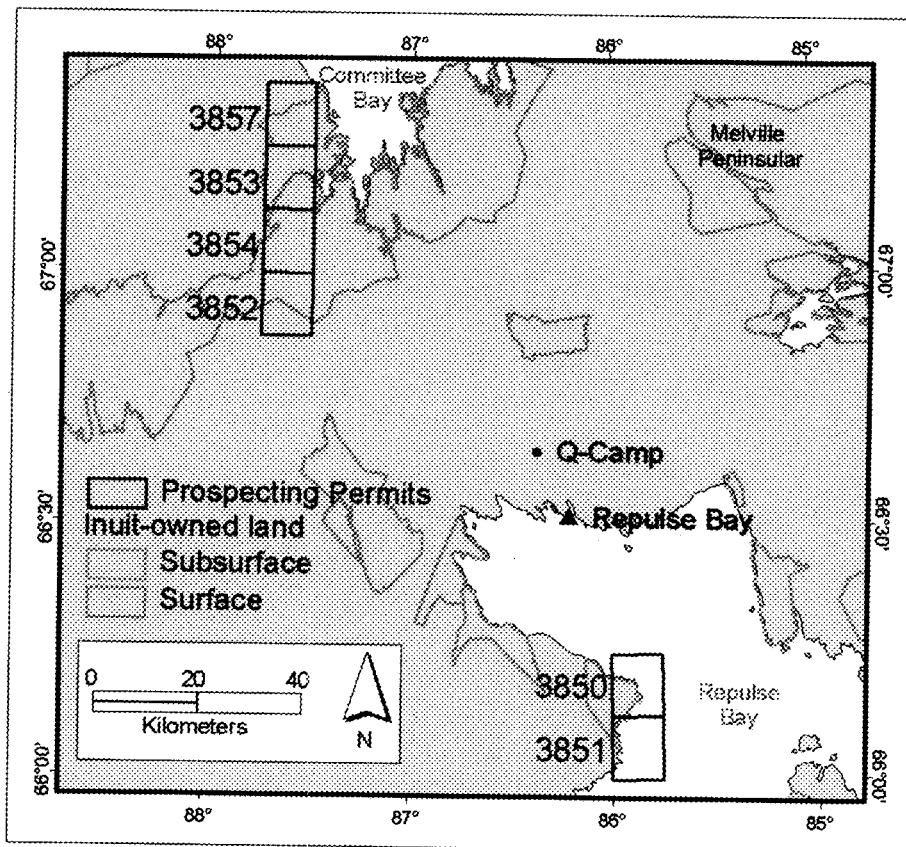 88° 87° 86° 85°
Committee
Bay
3857
Melville
Peninsular
3853
3854
67°00' 67°00'
3852
Q-Camp
Prospecting Permits
66°30' Repulse Bay 66°30'
Inuit-owned land
Subsurface
Surface
0 20 40
Kilometers
N
3850
Repulse
Bay
3851
66°00' 66°00'
88° 87° 86° 85°